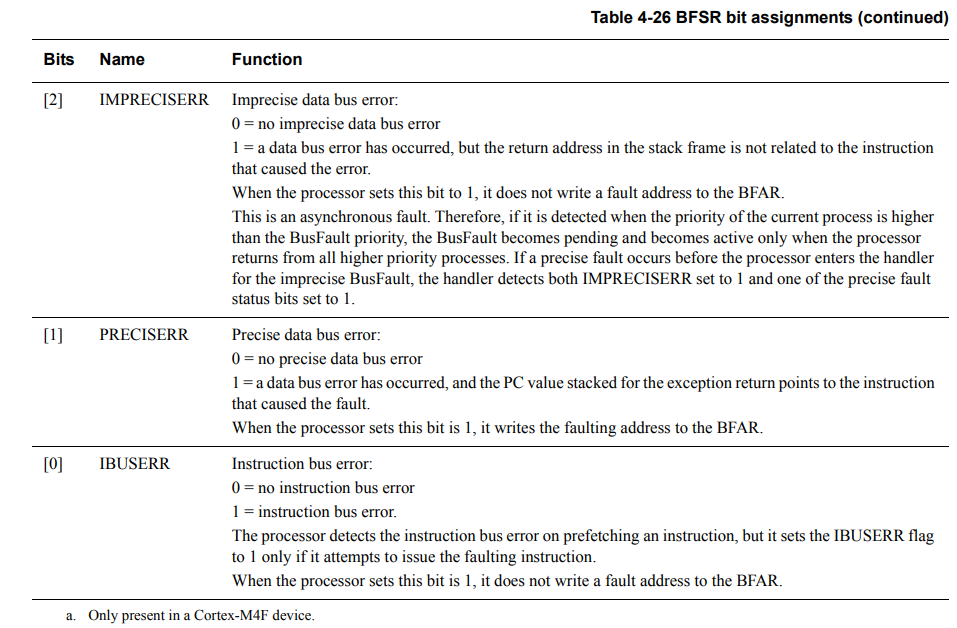 Table 4-26 BFSR bit assignments (continued)
Bits Name Function
[2] IMPRECISERR Imprecise data bus error:
0 = no imprecise data bus error
1 = a data bus error has occurred, but the return address in the stack frame is not related to the instruction
that caused the error.
When the processor sets this bit to 1, it does not write a fault address to the BFAR.
This is an asynchronous fault. Therefore, if it is detected when the priority of the current process is higher
than the BusFault priority, the BusFault becomes pending and becomes active only when the processor
returns from all higher priority processes. If a precise fault occurs before the processor enters the handler
for the imprecise BusFault, the handler detects both IMPRECISERR set to 1 and one of the precise fault
status bits set to 1.
[1] PRECISERR Precise data bus error:
0 = no precise data bus error
1 = a data bus error has occurred, and the PC value stacked for the exception return points to the instruction
that caused the fault.
When the processor sets this bit is 1, it writes the faulting address to the BFAR.
[0] IBUSERR Instruction bus error:
0 = no instruction bus error
1 = instruction bus error.
The processor detects the instruction bus error on prefetching an instruction, but it sets the IBUSERR flag
to 1 only if it attempts to issue the faulting instruction.
When the processor sets this bit is 1, it does not write a fault address to the BFAR.
a. Only present in a Cortex-M4F device.